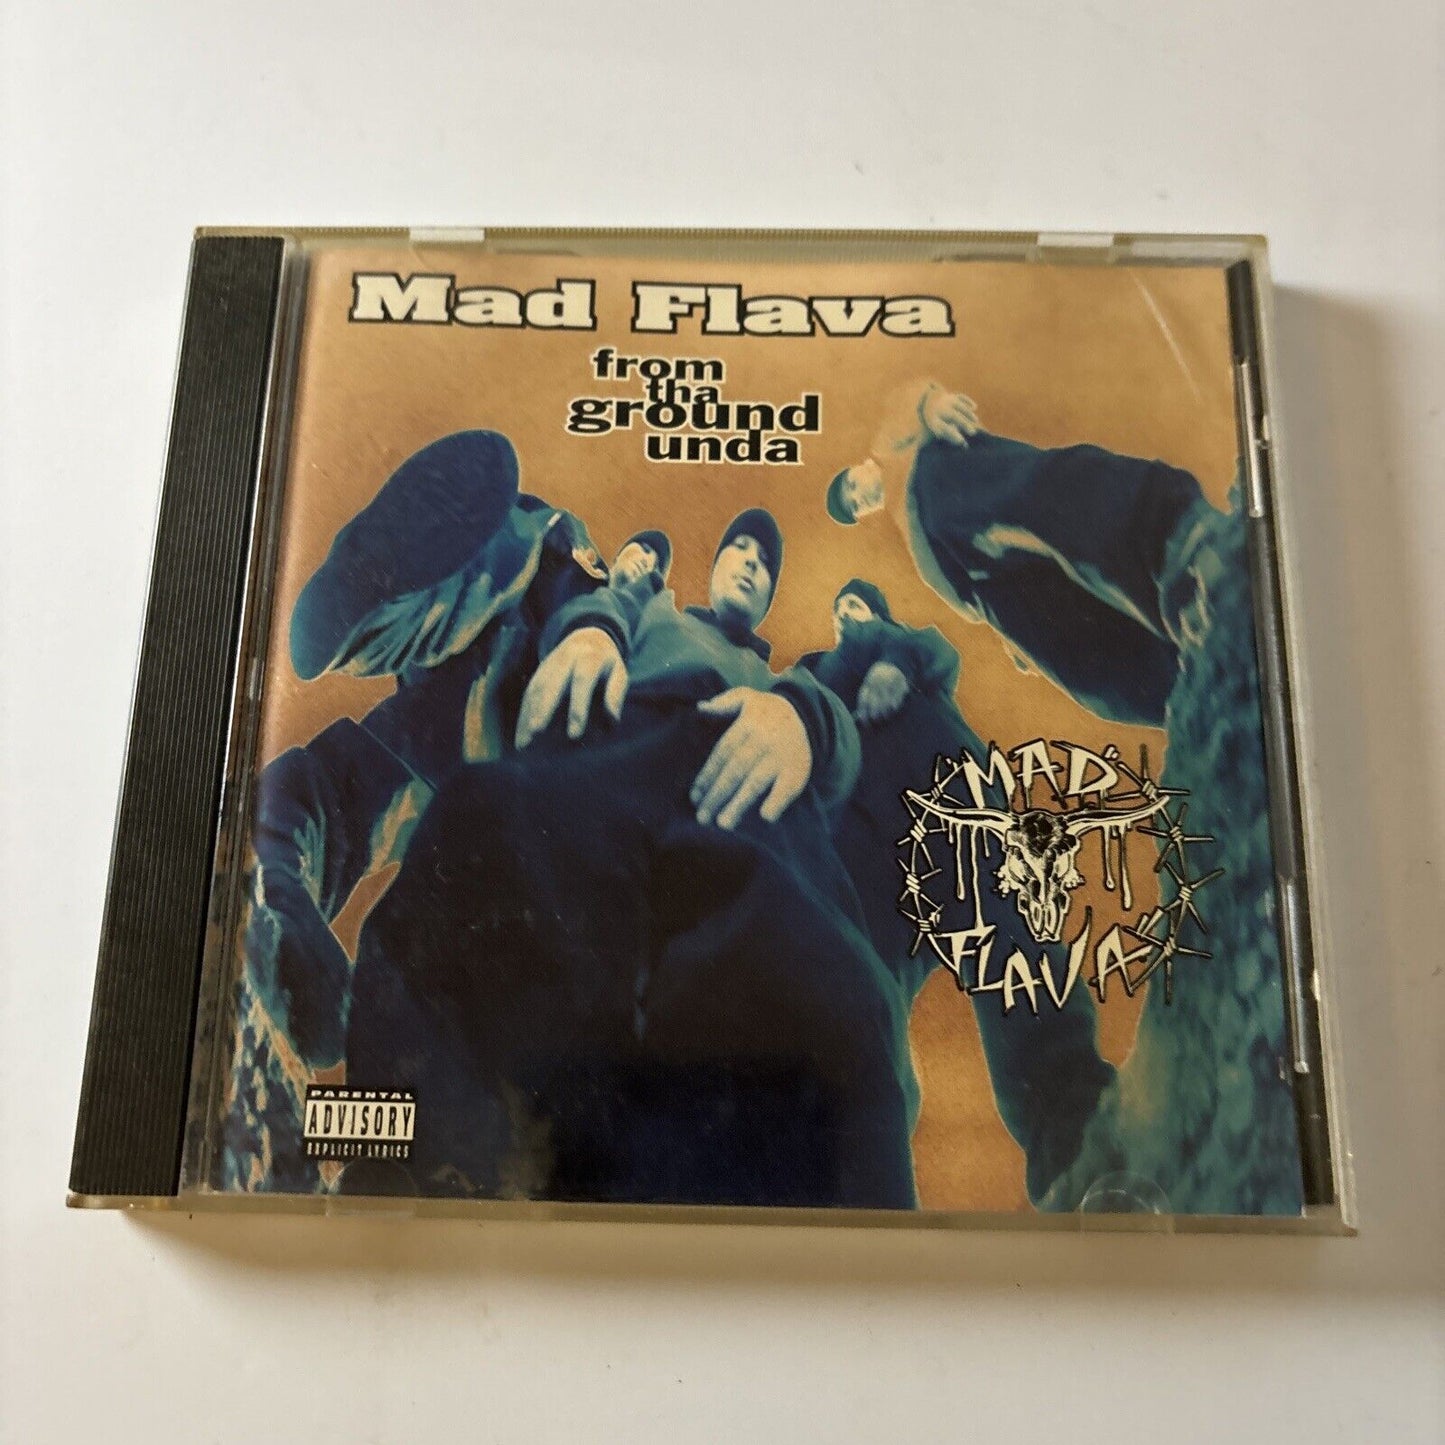 Mad Flava
from
tha
ground
unda
MAD
FLAVA
PARENTAL
ADVISORY
EXPLICIT LYRICS